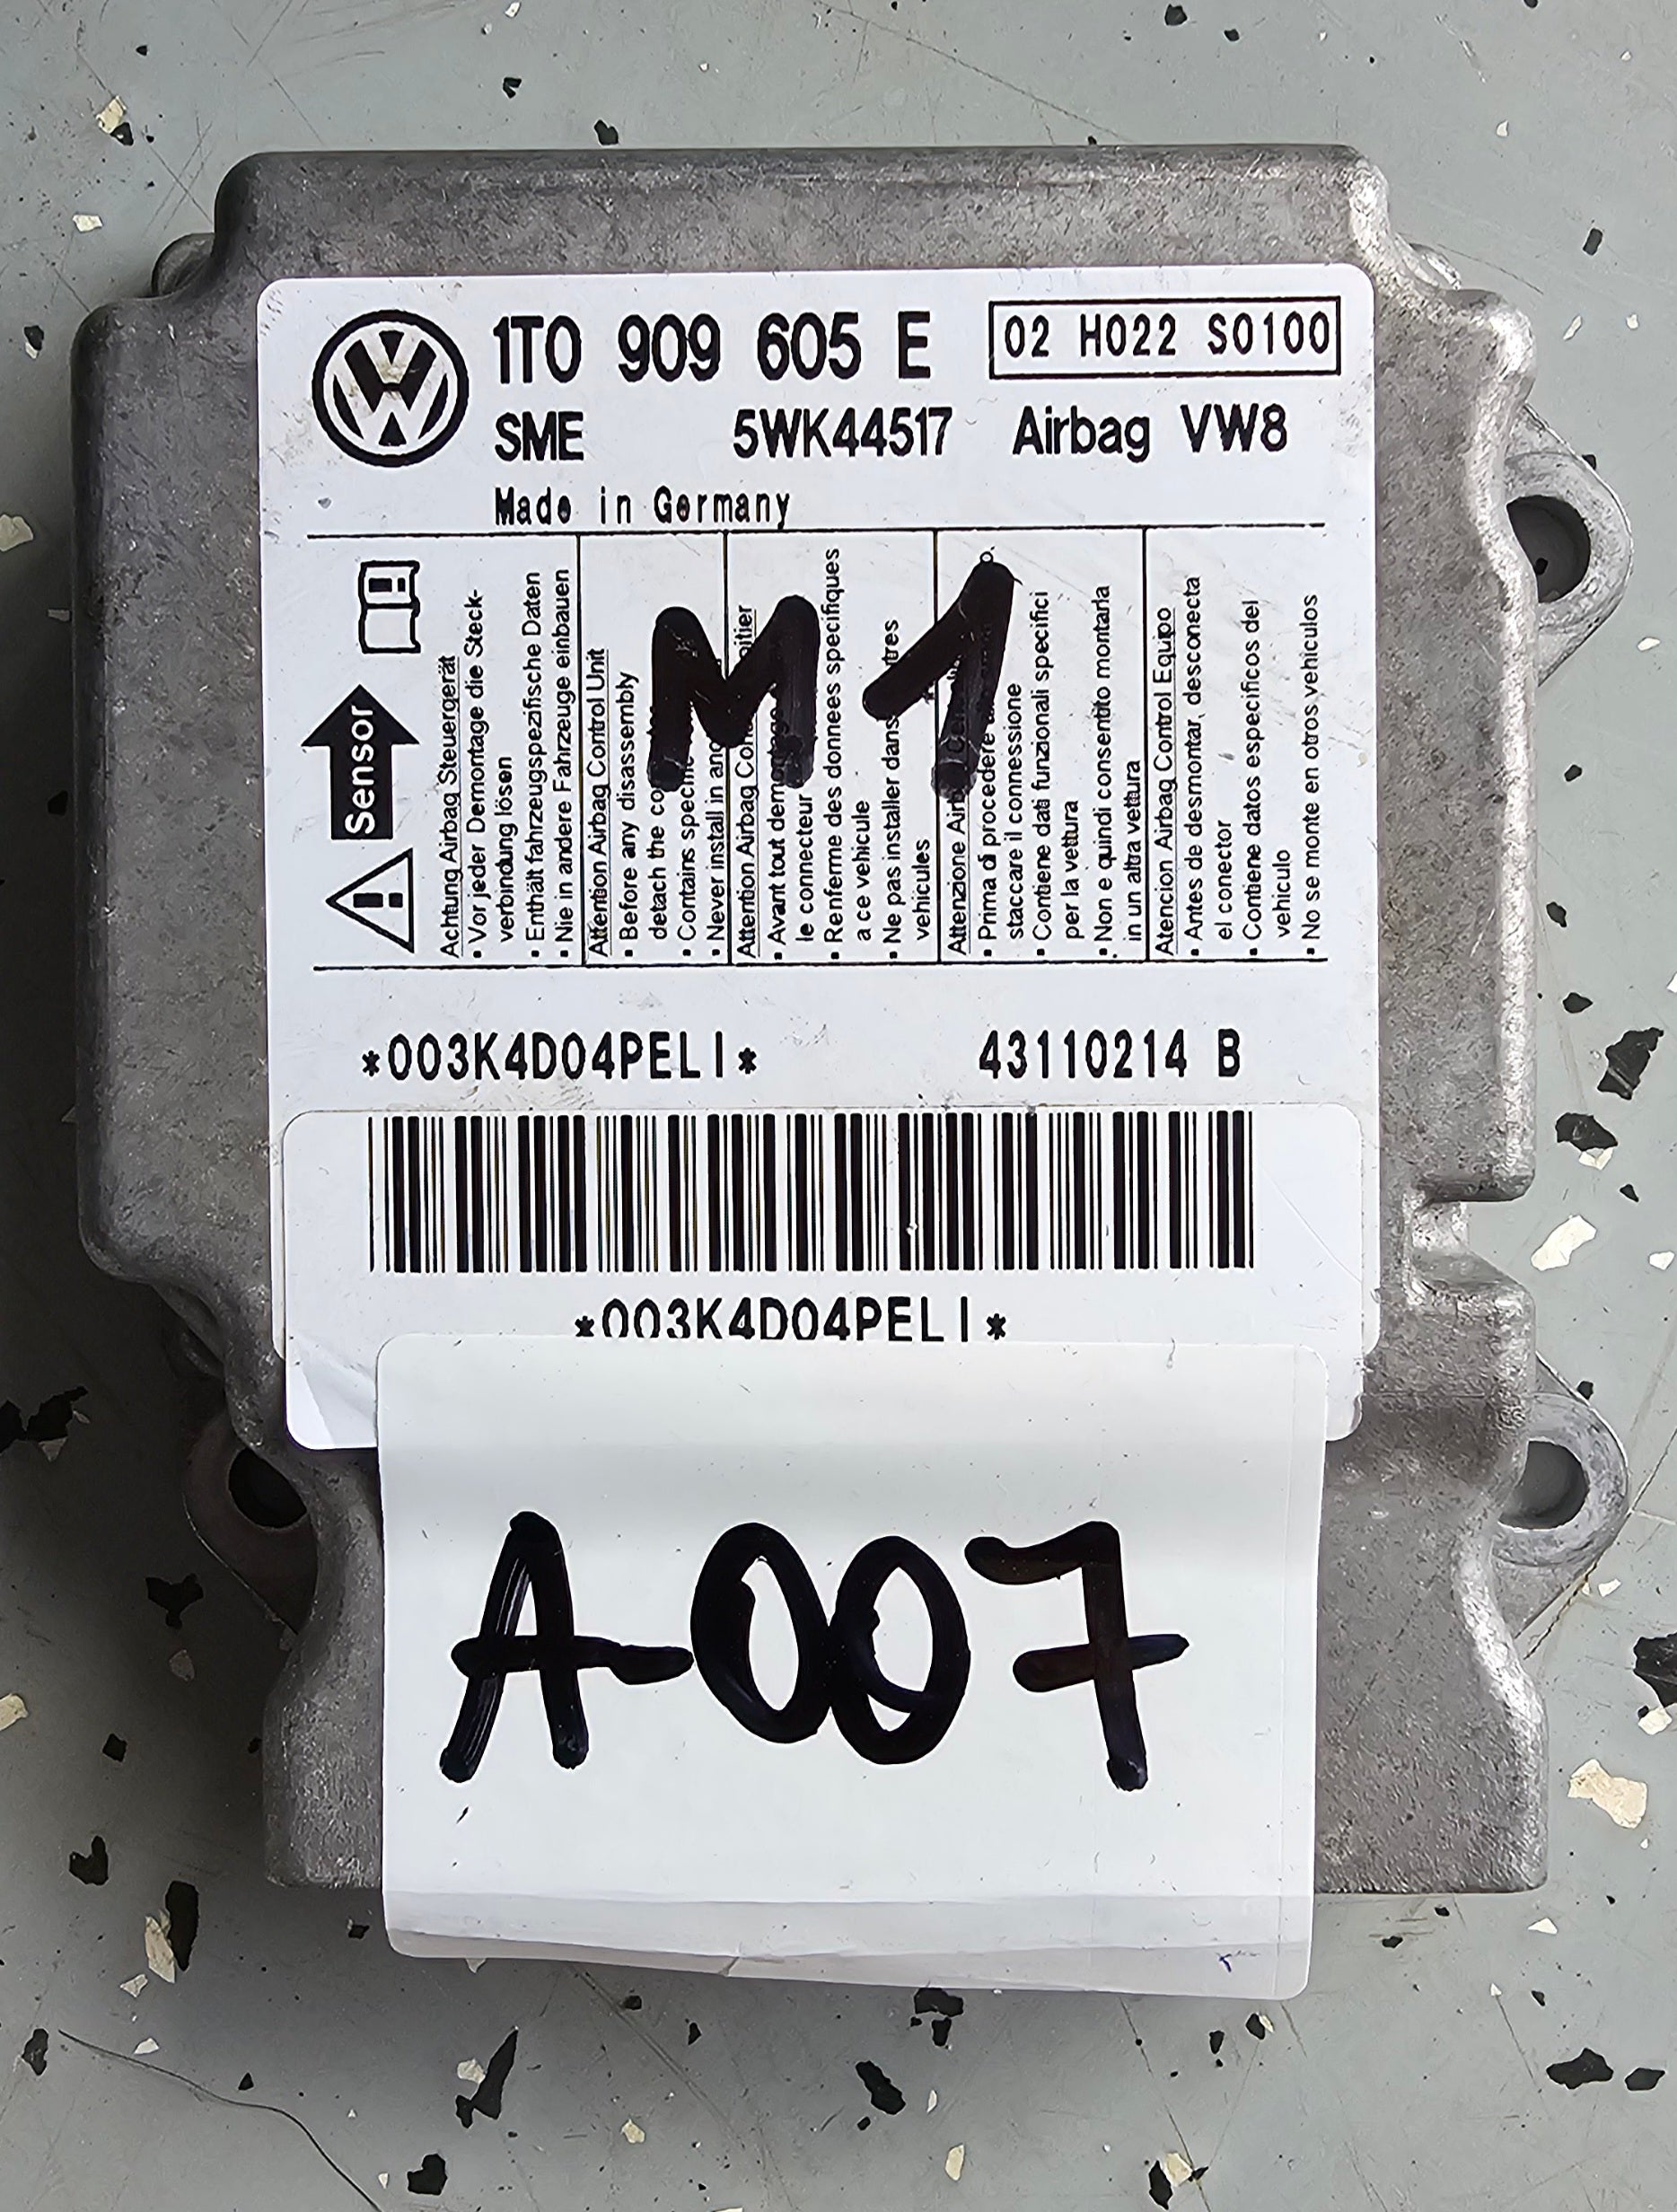 1T0 909 605 E 02 H022 S0100
SME 5WK44517 Airbag VW8
Made in Germany
Sensor
Achtung Airbag Steuergerät
• Vor jeder Demontage die Steck-
verbindung lösen
• Enthält fahrzeugspezifische Daten
• Nie in andere Fahrzeuge einbauen
Attention Airbag Control Unit
• Before any disassembly
detach the
• Contains
• Never install in
Attention Airbag
• Avant tout
le connecteur
• Renferme des donnees specifiques
a ce vehicule
• Ne pas installer dans
vehicules
Attenzione
• Prima di procedere
staccare il connessione
• Contiene dati funzionali specifici
per la vettura
• Non e quindi consentito montarla
in un altra vettura
Atencion Airbag Control Equipo
• Antes de desmontar, desconecta
el conector
• Contiene datos especificos del
vehiculo
• No se monte en otros vehiculos
M1
*003K4D04PELI* 43110214 B
*003K4D04PELI*
A-007